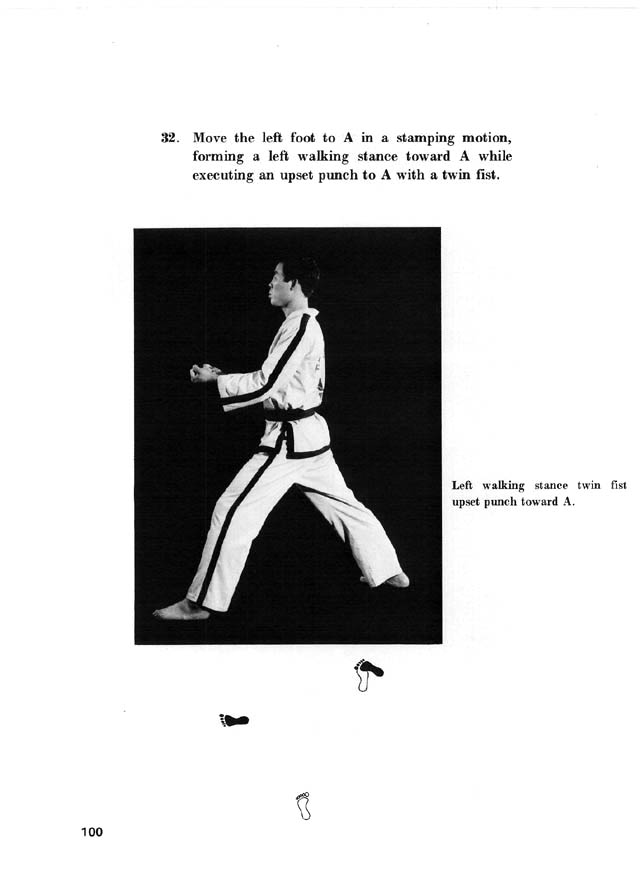 32. Move the left foot to A in a stamping motion,
forming a left walking stance toward A while
executing an upset punch to A with a twin fist.
Left walking stance twin fist
upset punch toward A.
100